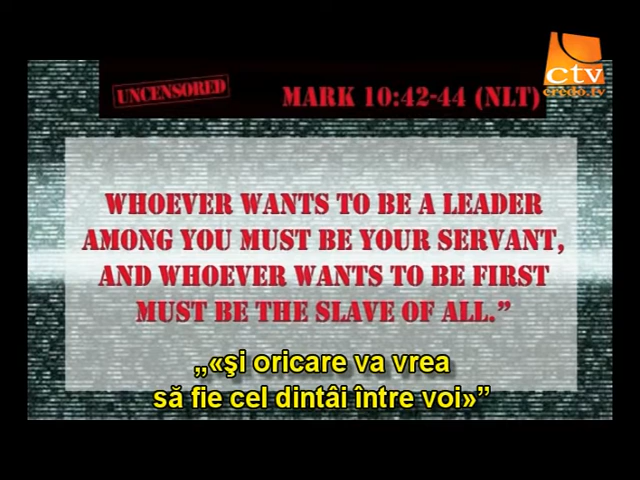 ctv
credo.tv
UNCENSORED
MARK 10:42-44 (NLT)
WHOEVER WANTS TO BE A LEADER
AMONG YOU MUST BE YOUR SERVANT,
AND WHOEVER WANTS TO BE FIRST
MUST BE THE SLAVE OF ALL.”
„«şi oricare va vrea
să fie cel dintâi între voi»”